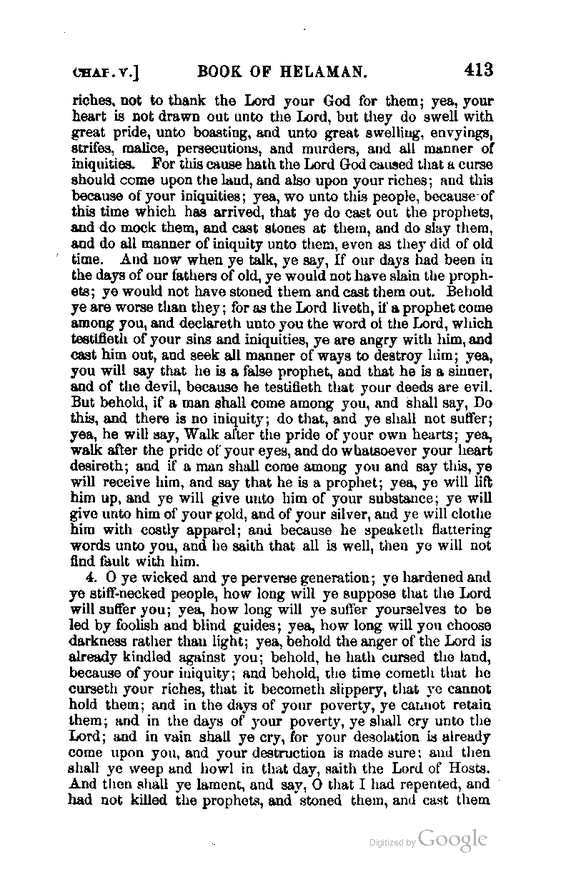 CHAP. V.] BOOK OF HELAMAN. 413
riches, not to thank the Lord your God for them; yea, your
heart is not drawn out unto the Lord, but they do swell with
great pride, unto boasting, and unto great swelling, envyings,
strifes, malice, persecutions, and murders, and all manner of
iniquities. For this cause hath the Lord God caused that a curse
should come upon the land, and also upon your riches; and this
because of your iniquities; yea, wo unto this people, because of
this time which has arrived, that ye do cast out the prophets,
and do mock them, and cast stones at them, and do slay them,
and do all manner of iniquity unto them, even as they did of old
time. And now when ye talk, ye say, If our days had been in
the days of our fathers of old, ye would not have slain the proph-
ets; ye would not have stoned them and cast them out. Behold
ye are worse than they; for as the Lord liveth, if a prophet come
among you, and declareth unto you the word of the Lord, which
testifieth of your sins and iniquities, ye are angry with him, and
cast him out, and seek all manner of ways to destroy him; yea,
you will say that he is a false prophet, and that he is a sinner,
and of the devil, because he testifieth that your deeds are evil.
But behold, if a man shall come among you, and shall say, Do
this, and there is no iniquity; do that, and ye shall not suffer;
yea, he will say, Walk after the pride of your own hearts; yea,
walk after the pride of your eyes, and do whatsoever your heart
desireth; and if a man shall come among you and say this, ye
will receive him, and say that he is a prophet; yea, ye will lift
him up, and ye will give unto him of your substance; ye will
give unto him of your gold, and of your silver, and ye will clothe
him with costly apparel; and because he speaketh flattering
words unto you, and he saith that all is well, then ye will not
find fault with him.
4. O ye wicked and ye perverse generation; ye hardened and
ye stiff-necked people, how long will ye suppose that the Lord
will suffer you; yea, how long will ye suffer yourselves to be
led by foolish and blind guides; yea, how long will you choose
darkness rather than light; yea, behold the anger of the Lord is
already kindled against you; behold, he hath cursed the land,
because of your iniquity; and behold, the time cometh that he
curseth your riches, that it becometh slippery, that ye cannot
hold them; and in the days of your poverty, ye cannot retain
them; and in the days of your poverty, ye shall cry unto the
Lord; and in vain shall ye cry, for your desolation is already
come upon you, and your destruction is made sure; and then
shall ye weep and howl in that day, saith the Lord of Hosts.
And then shall ye lament, and say, O that I had repented, and
had not killed the prophets, and stoned them, and cast them
Digitized by Google